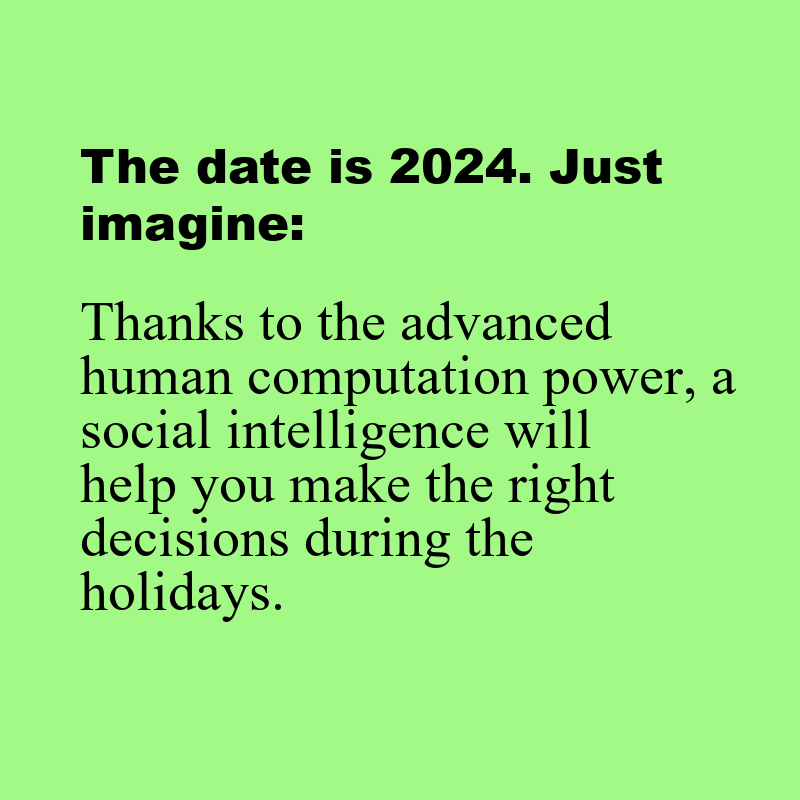 The date is 2024. Just
imagine:
Thanks to the advanced
human computation power, a
social intelligence will
help you make the right
decisions during the
holidays.